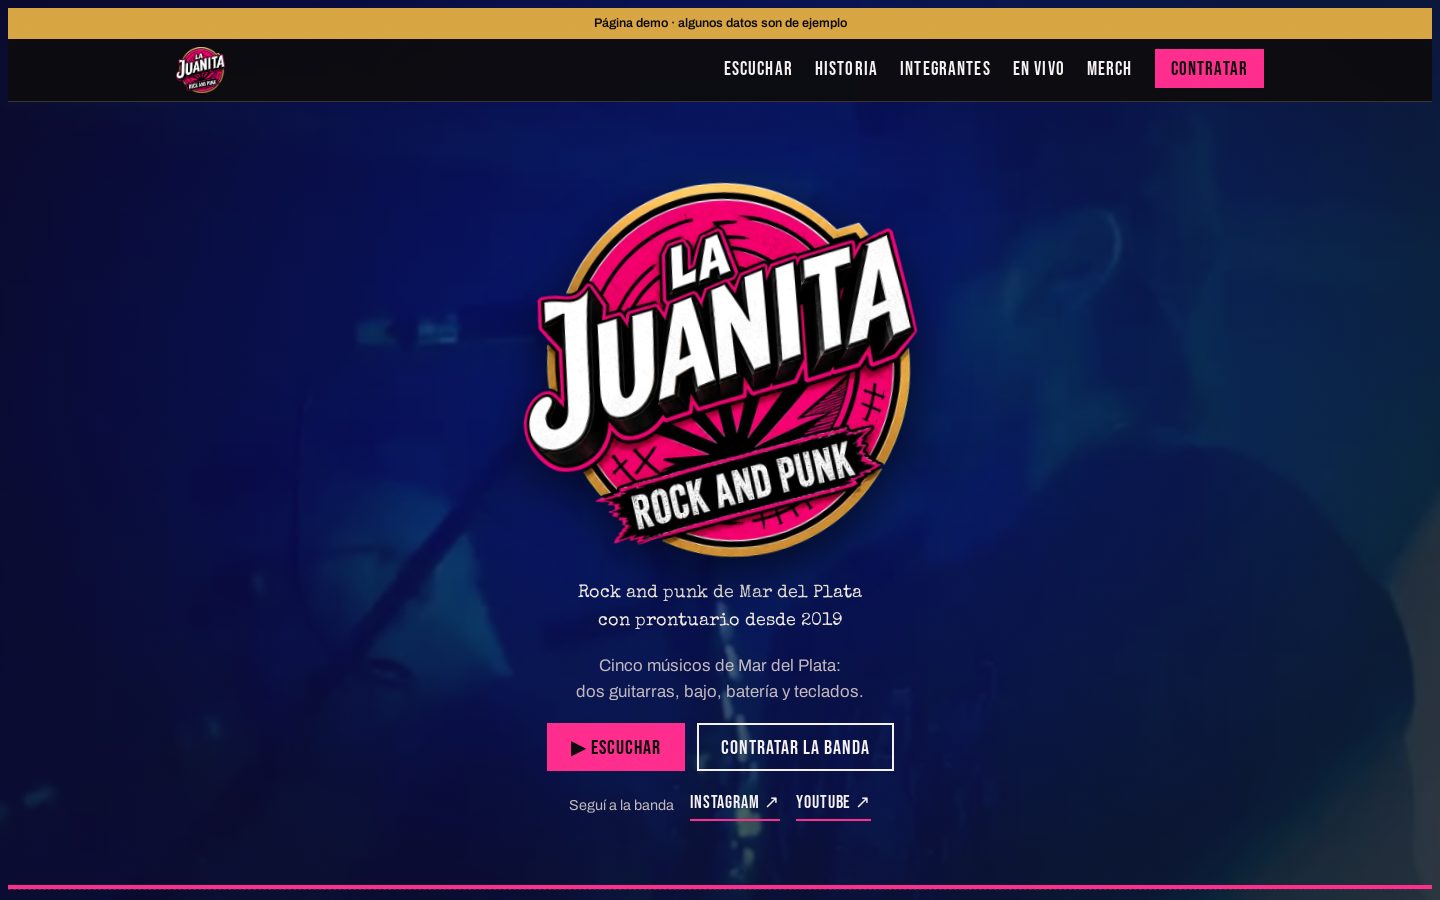 Página demo · algunos datos son de ejemplo
LA JUANITA ROCK AND PUNK
ESCUCHAR HISTORIA INTEGRANTES EN VIVO MERCH CONTRATAR
LA
JUANITA
ROCK AND PUNK
Rock and punk de Mar del Plata
con prontuario desde 2019
Cinco músicos de Mar del Plata:
dos guitarras, bajo, batería y teclados.
▶ ESCUCHAR CONTRATAR LA BANDA
Seguí a la banda INSTAGRAM ↗ YOUTUBE ↗